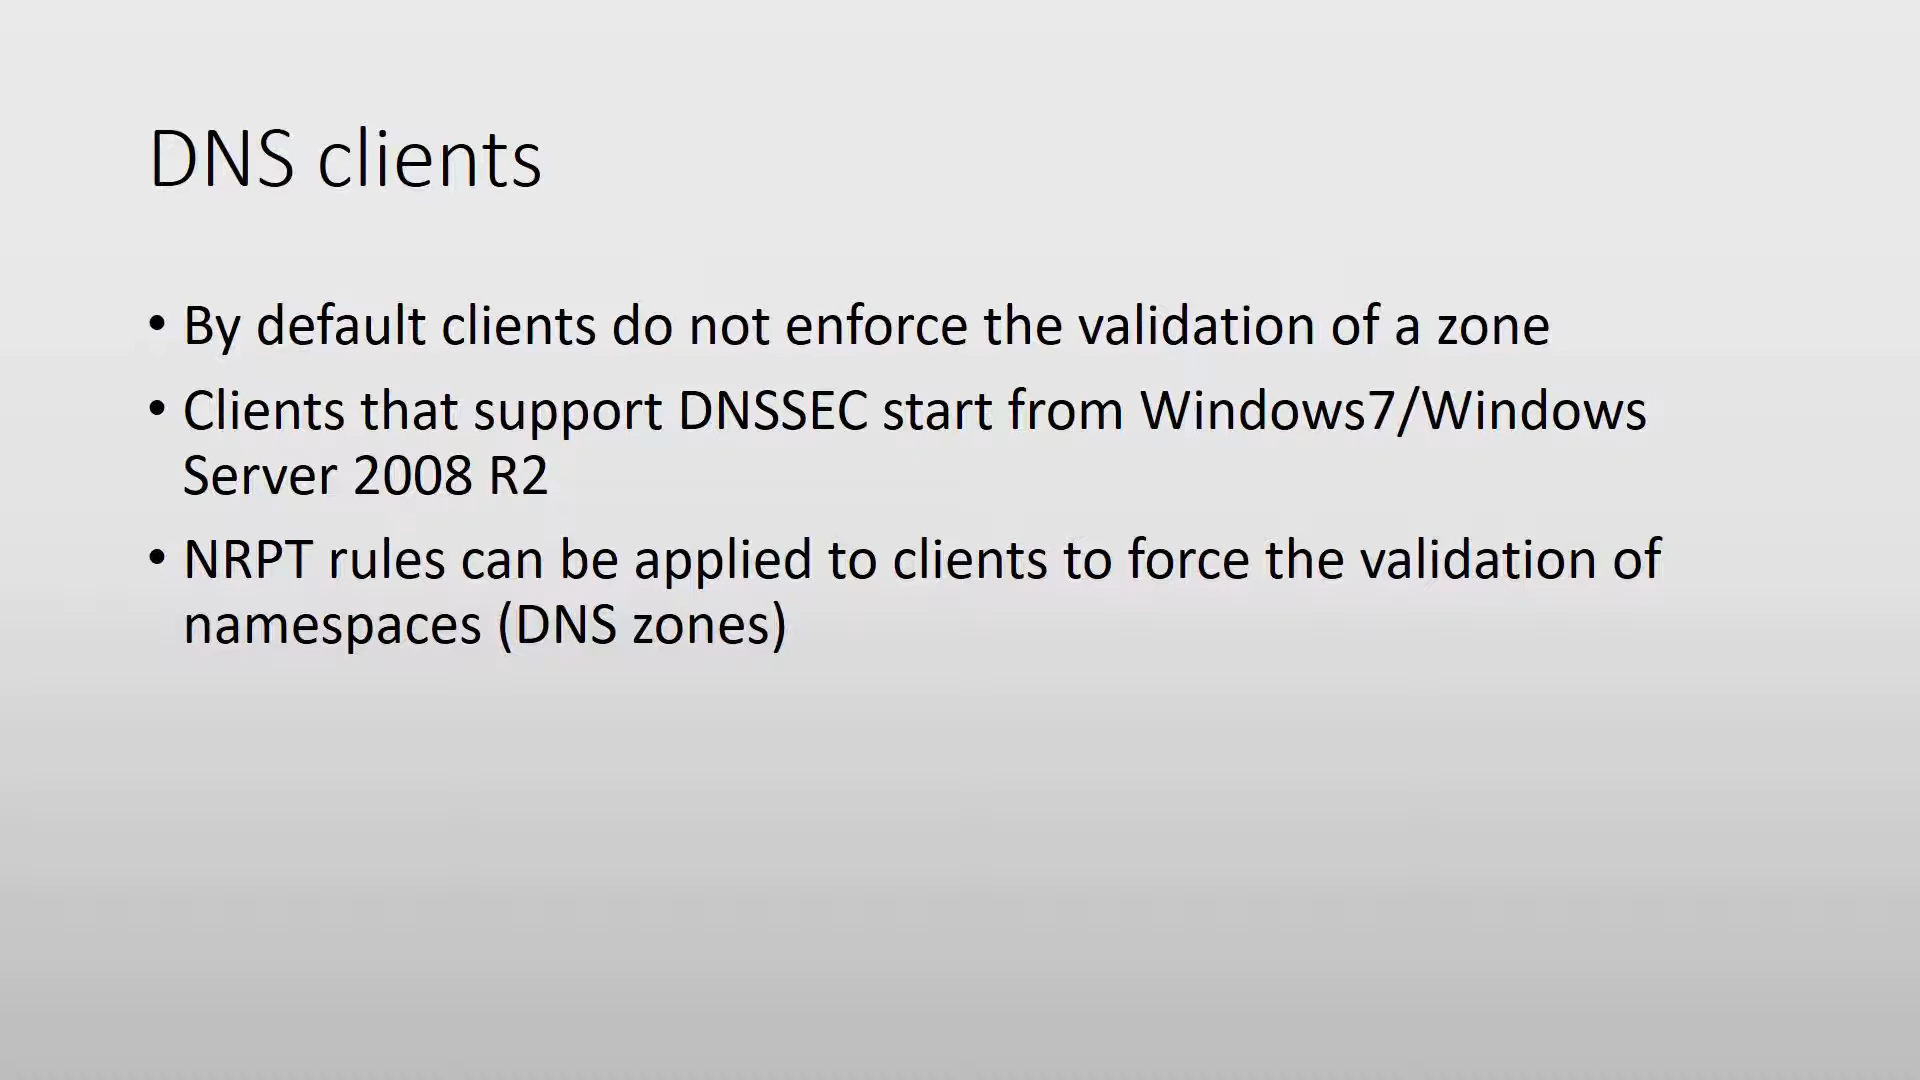 DNS clients
• By default clients do not enforce the validation of a zone
• Clients that support DNSSEC start from Windows7/Windows
Server 2008 R2
• NRPT rules can be applied to clients to force the validation of
namespaces (DNS zones)